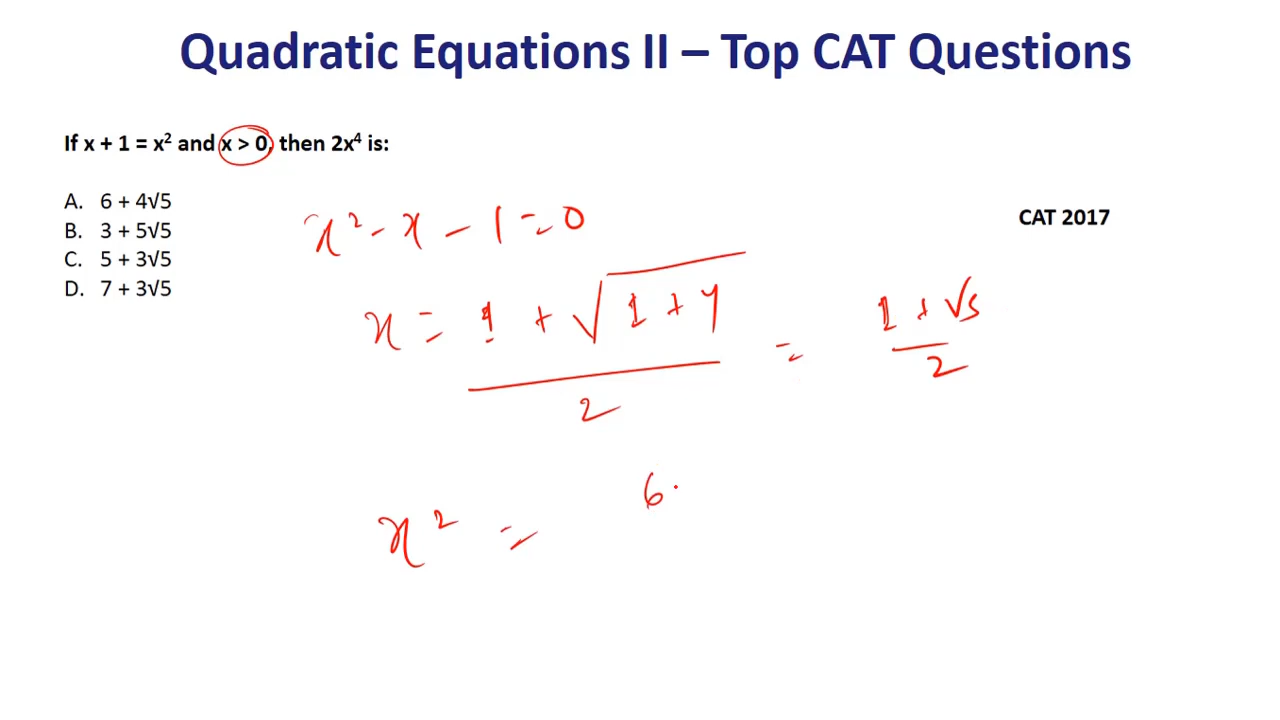 Quadratic Equations II – Top CAT Questions
If x + 1 = x² and x > 0, then 2x⁴ is:
A. 6 + 4√5
B. 3 + 5√5
C. 5 + 3√5
D. 7 + 3√5
CAT 2017
x² - x - 1 = 0
x = 1 + √1 + 4 / 2 = 1 + √5 / 2
x² = 6